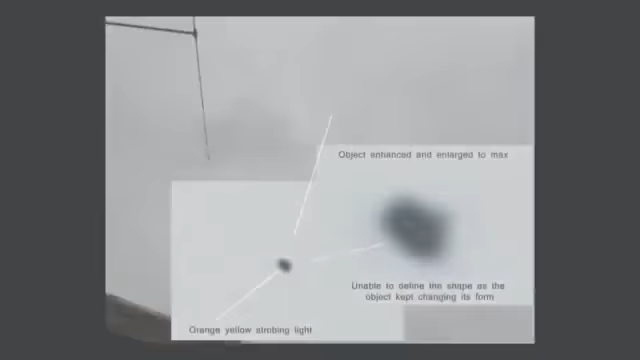 Object enhanced and enlarged to max
Unable to define the shape as the
object kept changing its form
Orange yellow strobing light